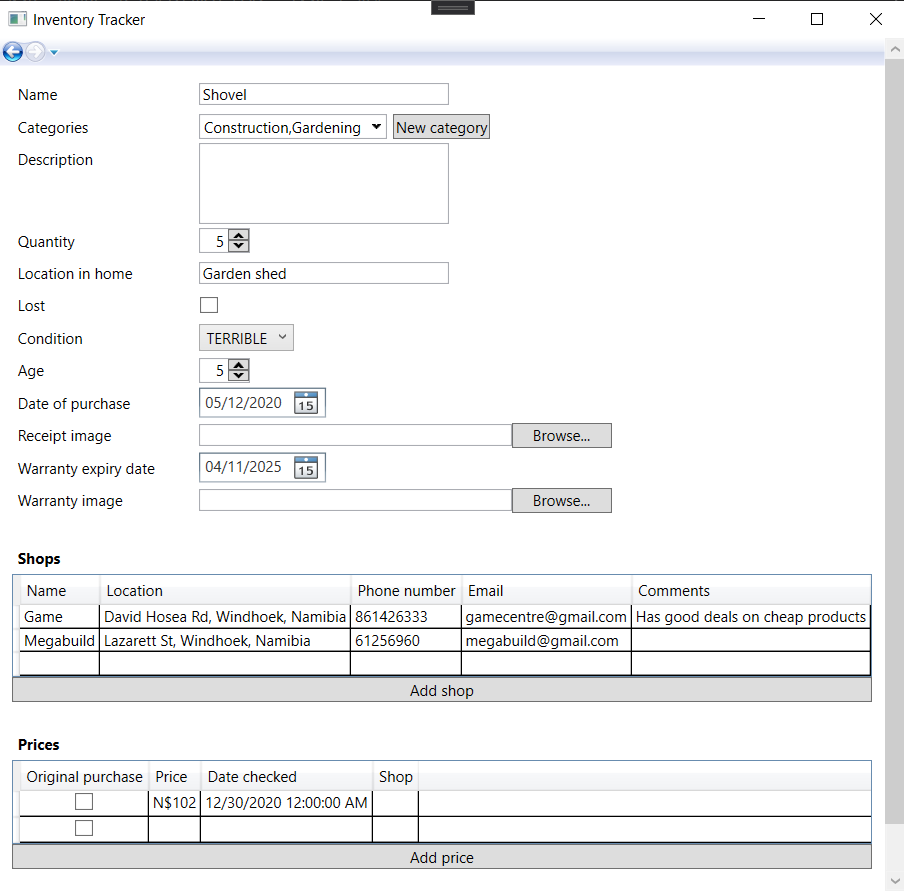 Inventory Tracker
Name Shovel
Categories Construction,Gardening New category
Description
Quantity 5
Location in home Garden shed
Lost
Condition TERRIBLE
Age 5
Date of purchase 05/12/2020 15
Receipt image Browse...
Warranty expiry date 04/11/2025 15
Warranty image Browse...
Shops
Name Location Phone number Email Comments
Game David Hosea Rd, Windhoek, Namibia 861426333 gamecentre@gmail.com Has good deals on cheap products
Megabuild Lazarett St, Windhoek, Namibia 61256960 megabuild@gmail.com
Add shop
Prices
Original purchase Price Date checked Shop
N$102 12/30/2020 12:00:00 AM
Add price